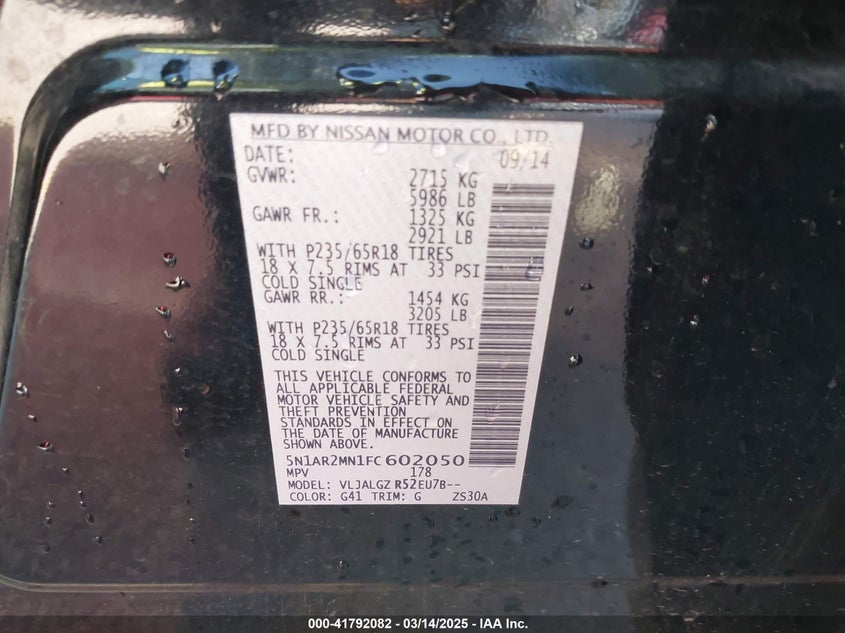 MFD BY NISSAN MOTOR CO., LTD.
DATE: 09/14
GVWR: 2715 KG
5986 LB
GAWR FR.: 1325 KG
2921 LB
WITH P235/65R18 TIRES
18 X 7.5 RIMS AT 33 PSI
COLD SINGLE
GAWR RR.: 1454 KG
3205 LB
WITH P235/65R18 TIRES
18 X 7.5 RIMS AT 33 PSI
COLD SINGLE
THIS VEHICLE CONFORMS TO
ALL APPLICABLE FEDERAL
MOTOR VEHICLE SAFETY AND
THEFT PREVENTION
STANDARDS IN EFFECT ON
THE DATE OF MANUFACTURE
SHOWN ABOVE.
5N1AR2MN1FC602050
MPV 178
MODEL: VLJALGZ R52EU7B--
COLOR: G41 TRIM: G ZS30A
000-41792082 - 03/14/2025 - IAA Inc.